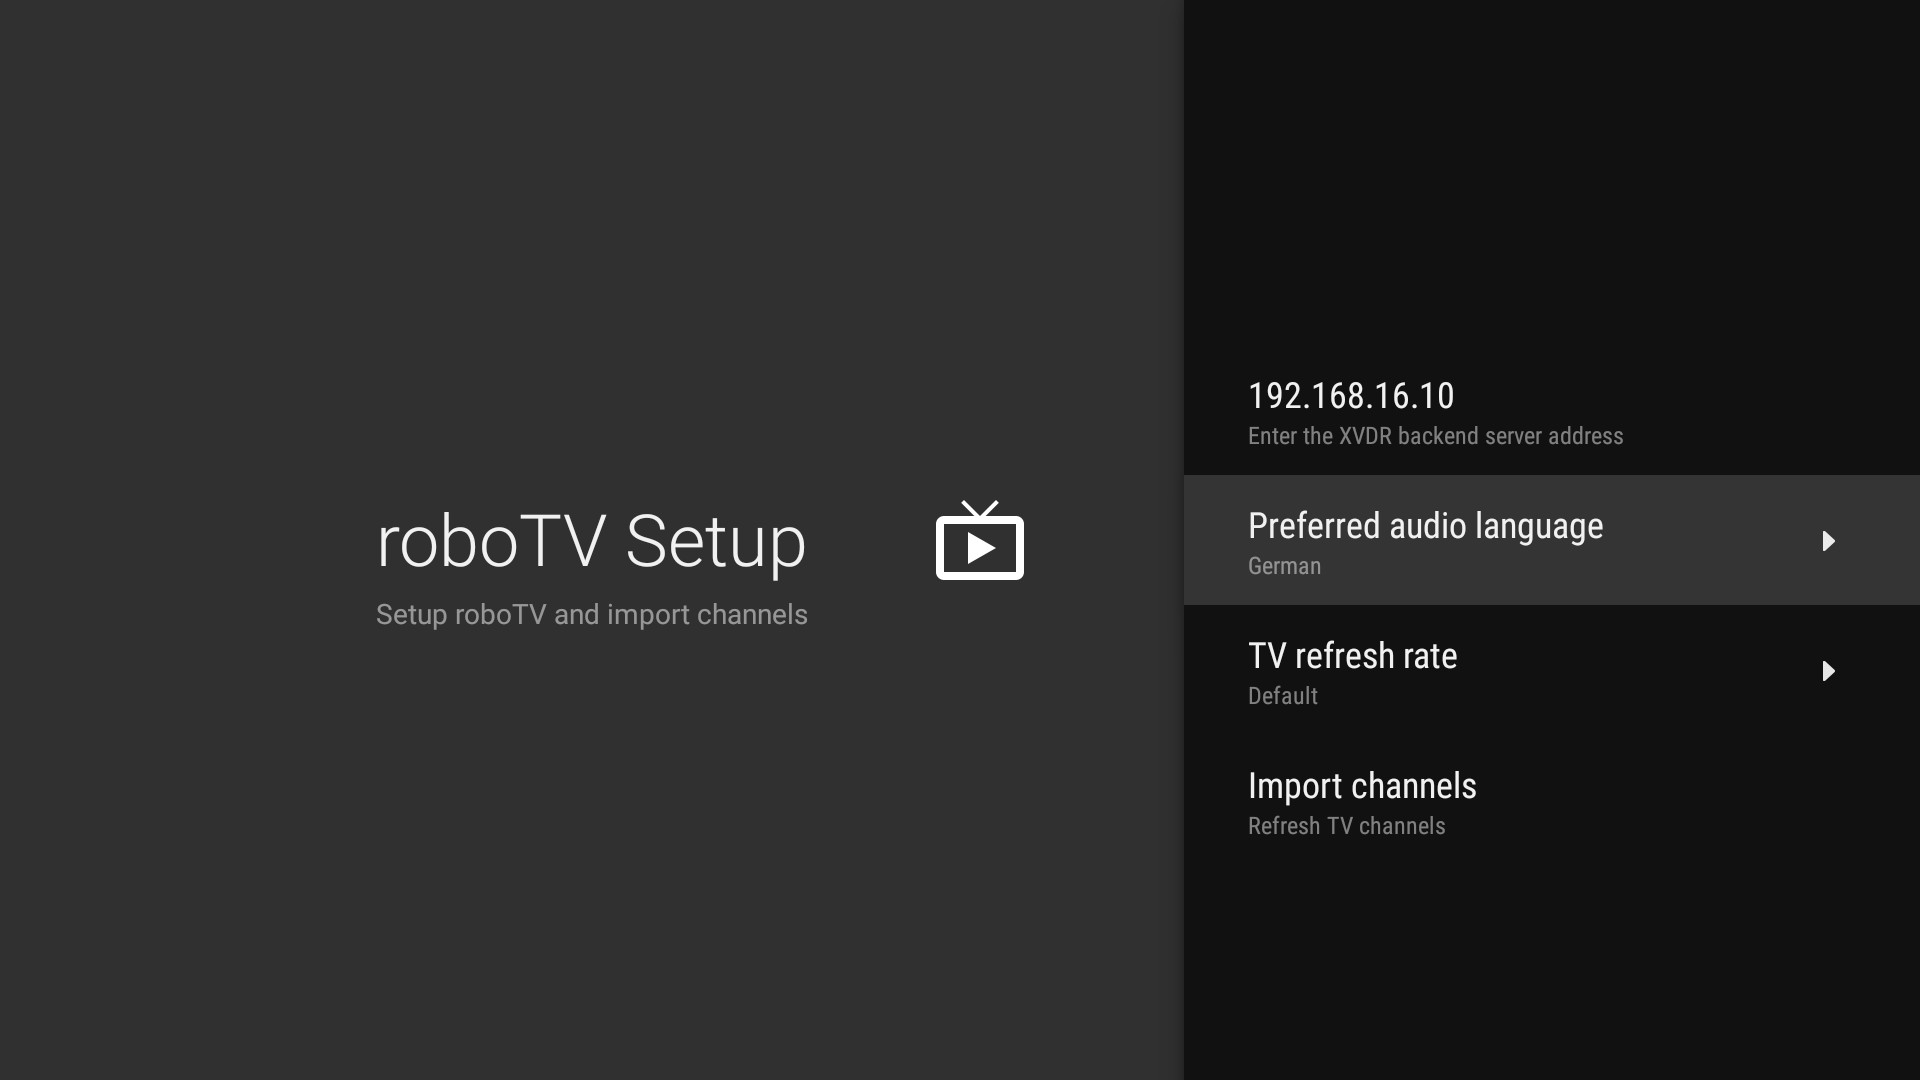 roboTV Setup
Setup roboTV and import channels
192.168.16.10
Enter the XVDR backend server address
Preferred audio language
German
TV refresh rate
Default
Import channels
Refresh TV channels